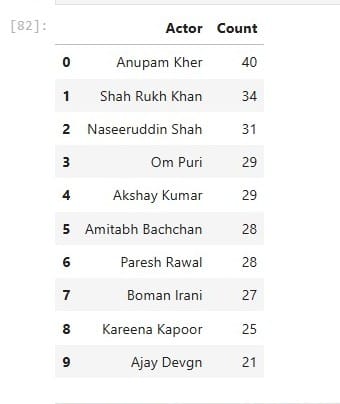 [82]:
Actor Count
0 Anupam Kher 40
1 Shah Rukh Khan 34
2 Naseeruddin Shah 31
3 Om Puri 29
4 Akshay Kumar 29
5 Amitabh Bachchan 28
6 Paresh Rawal 28
7 Boman Irani 27
8 Kareena Kapoor 25
9 Ajay Devgn 21